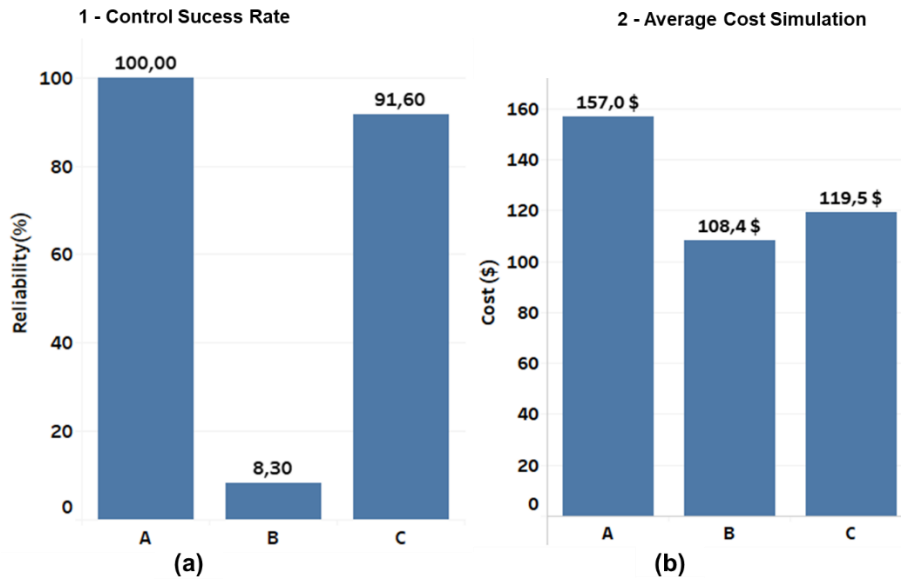 1 - Control Sucess Rate
100,00
91,60
8,30
100
80
60
40
20
0
Reliability(%)
A B C
(a)
2 - Average Cost Simulation
157,0 $
108,4 $
119,5 $
160
140
120
100
80
60
40
20
0
Cost ($)
A B C
(b)